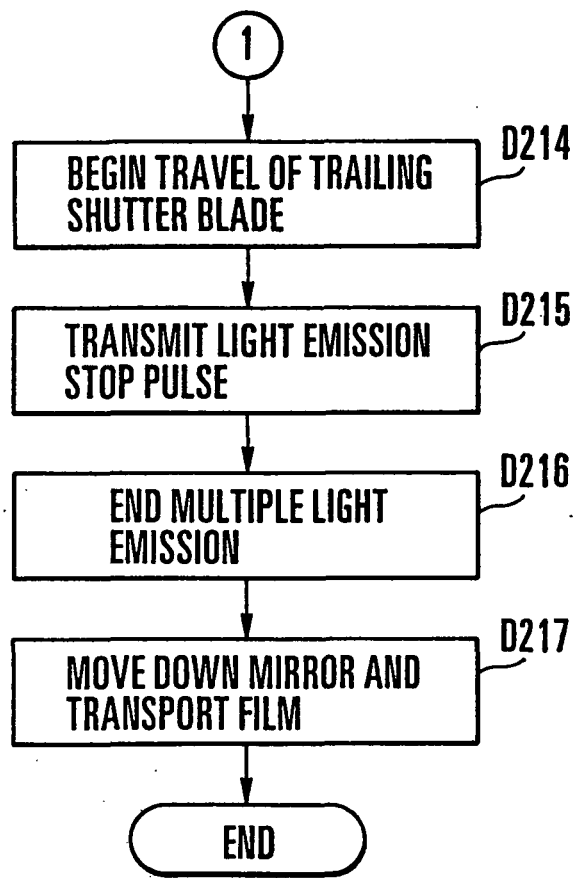 1
D214
BEGIN TRAVEL OF TRAILING
SHUTTER BLADE
D215
TRANSMIT LIGHT EMISSION
STOP PULSE
D216
END MULTIPLE LIGHT
EMISSION
D217
MOVE DOWN MIRROR AND
TRANSPORT FILM
END